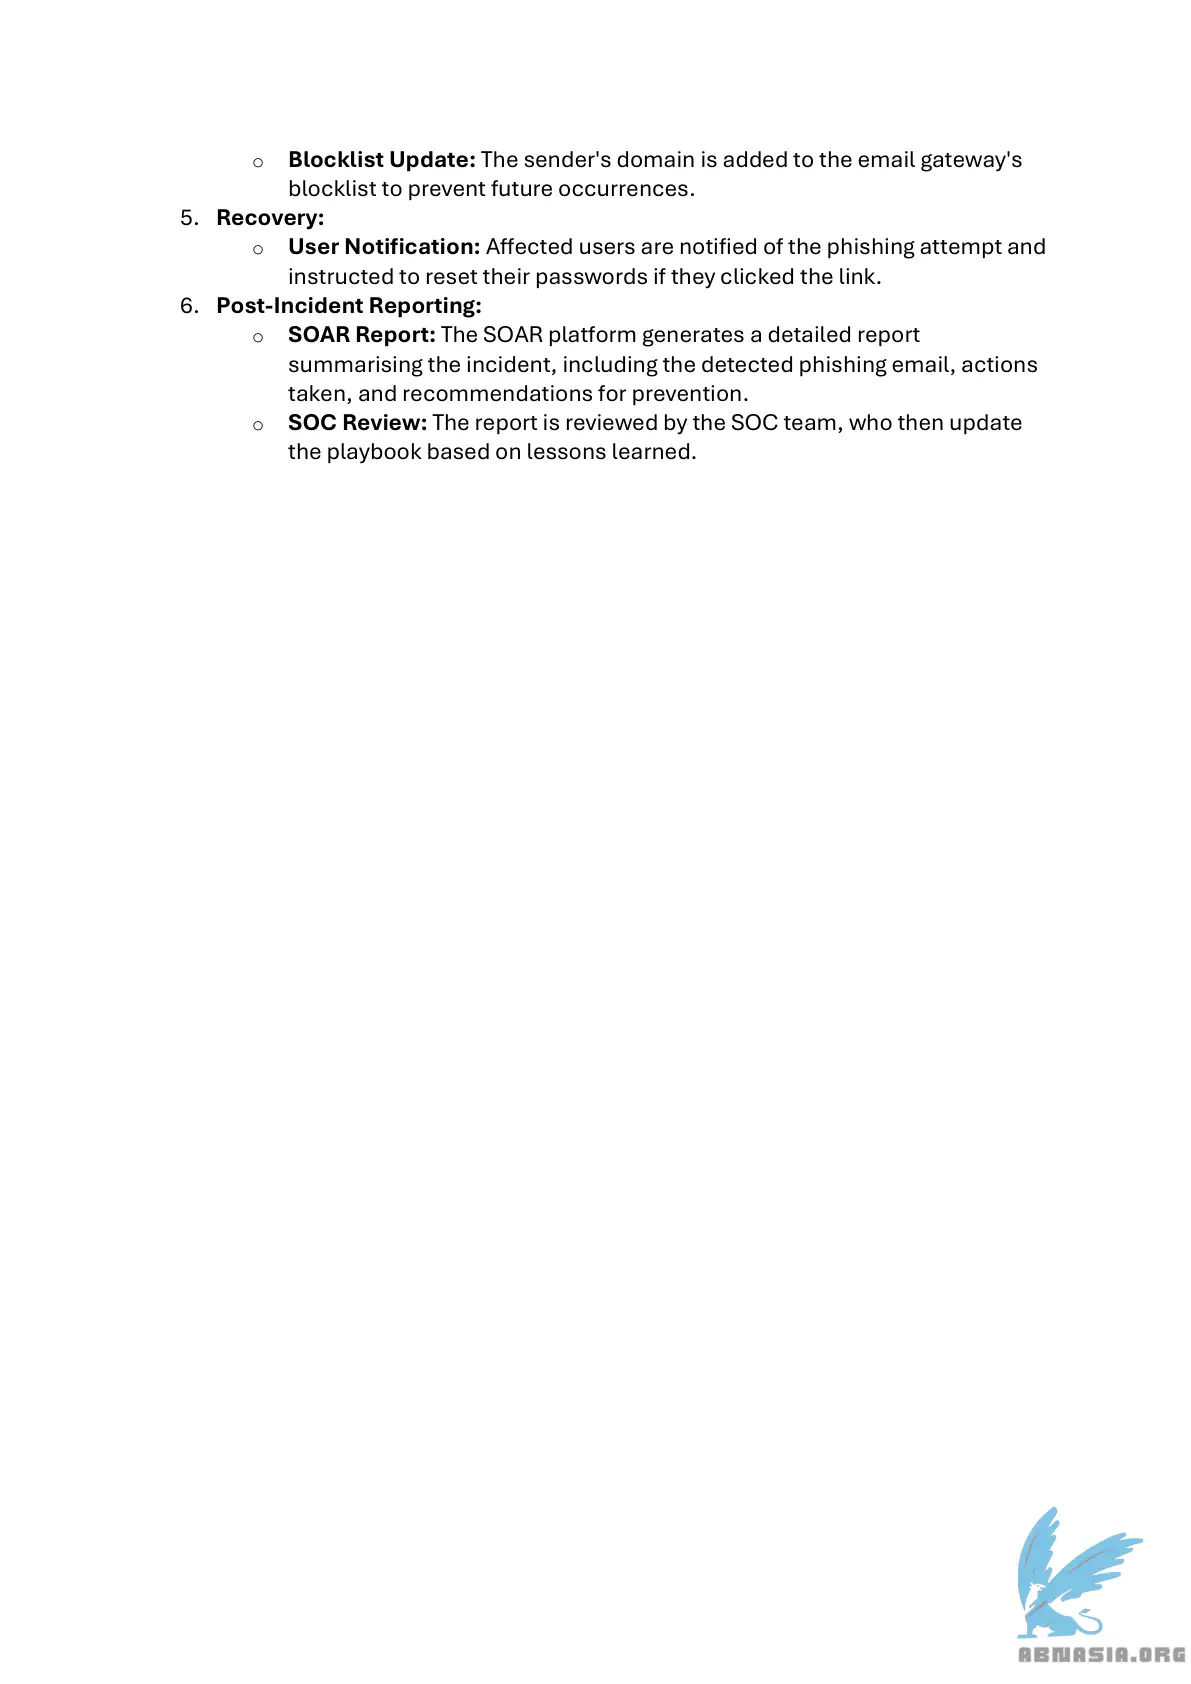 o Blocklist Update: The sender's domain is added to the email gateway's
blocklist to prevent future occurrences.
5. Recovery:
o User Notification: Affected users are notified of the phishing attempt and
instructed to reset their passwords if they clicked the link.
6. Post-Incident Reporting:
o SOAR Report: The SOAR platform generates a detailed report
summarising the incident, including the detected phishing email, actions
taken, and recommendations for prevention.
o SOC Review: The report is reviewed by the SOC team, who then update
the playbook based on lessons learned.
ABNASIA.ORG